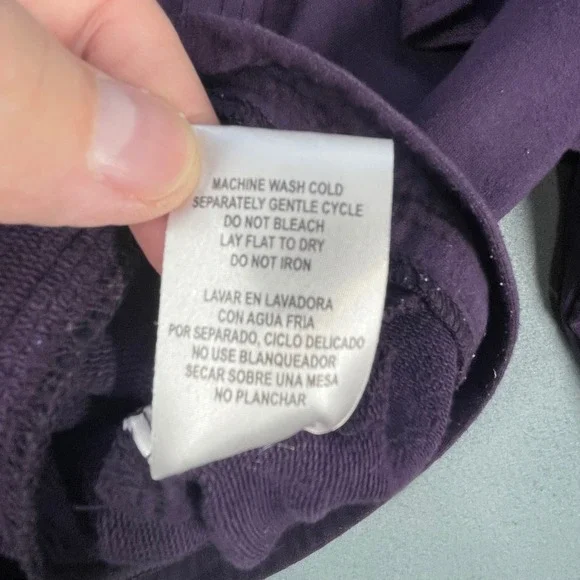 MACHINE WASH COLD
SEPARATELY GENTLE CYCLE
DO NOT BLEACH
LAY FLAT TO DRY
DO NOT IRON
LAVAR EN LAVADORA
CON AGUA FRIA
POR SEPARADO, CICLO DELICADO
NO USE BLANQUEADOR
SECAR SOBRE UNA MESA
NO PLANCHAR